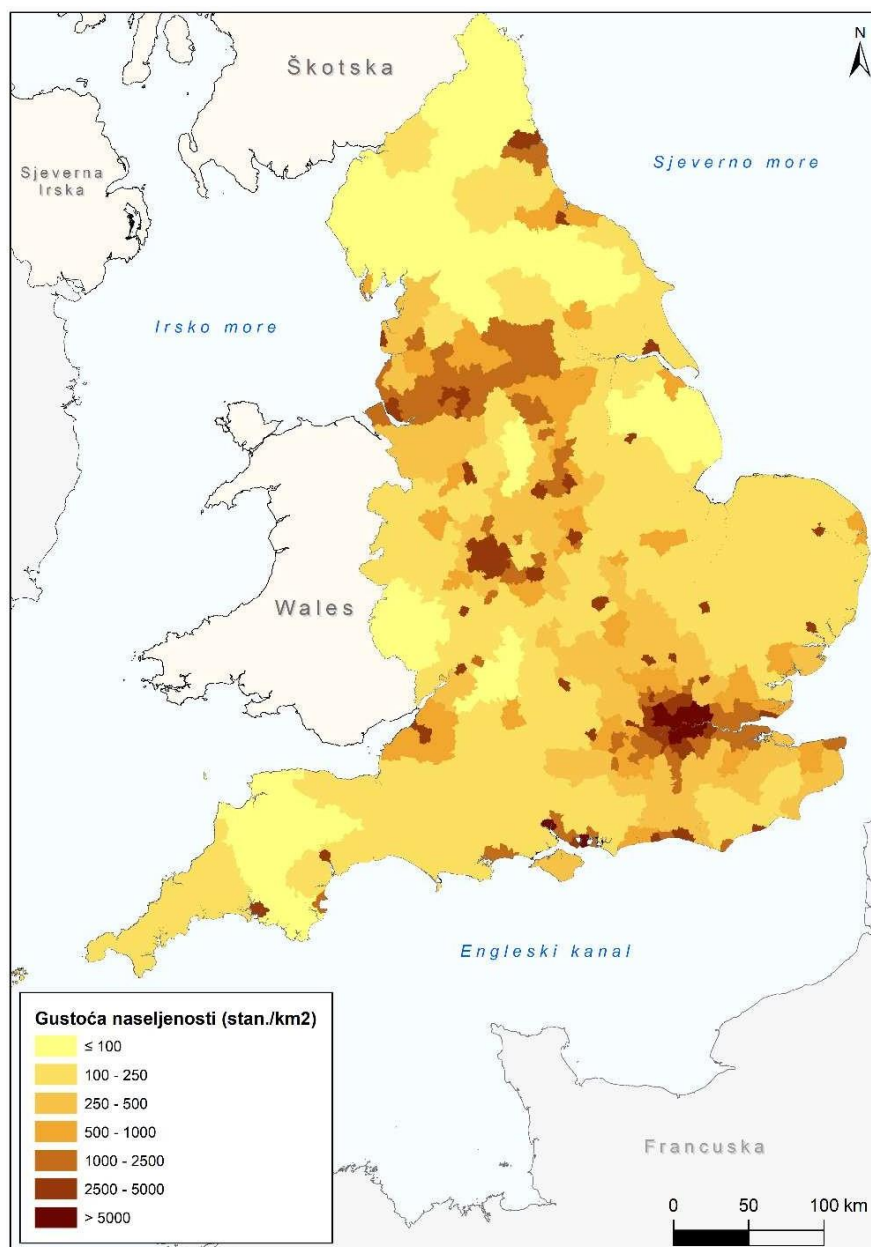 N
Škotska
Sjeverno more
Sjeverna
Irska
Irsko more
Wales
Engleski kanal
Gustoća naseljenosti (stan./km2)
≤ 100
100 - 250
250 - 500
500 - 1000
1000 - 2500
2500 - 5000
> 5000
Francuska
0 50 100 km